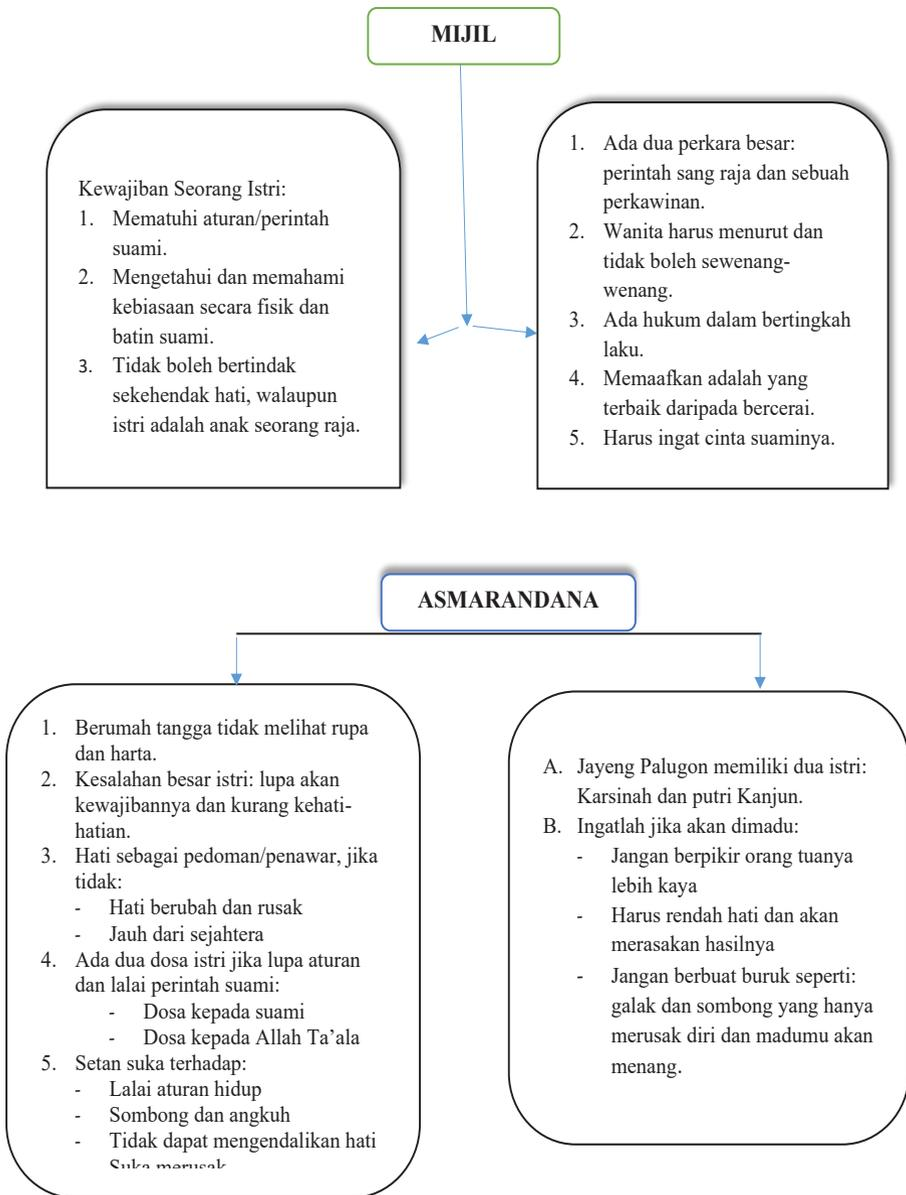 MIJIL
Kewajiban Seorang Istri:
1. Mematuhi aturan/perintah
suami.
2. Mengetahui dan memahami
kebiasaan secara fisik dan
batin suami.
3. Tidak boleh bertindak
sekehendak hati, walaupun
istri adalah anak seorang raja.
1. Ada dua perkara besar:
perintah sang raja dan sebuah
perkawinan.
2. Wanita harus menurut dan
tidak boleh sewenang-
wenang.
3. Ada hukum dalam bertingkah
laku.
4. Memaafkan adalah yang
terbaik daripada bercerai.
5. Harus ingat cinta suaminya.
ASMARANDANA
1. Berumah tangga tidak melihat rupa
dan harta.
2. Kesalahan besar istri: lupa akan
kewajibannya dan kurang kehati-
hatian.
3. Hati sebagai pedoman/penawar, jika
tidak:
- Hati berubah dan rusak
- Jauh dari sejahtera
4. Ada dua dosa istri jika lupa aturan
dan lalai perintah suami:
- Dosa kepada suami
- Dosa kepada Allah Ta’ala
5. Setan suka terhadap:
- Lalai aturan hidup
- Sombong dan angkuh
- Tidak dapat mengendalikan hati
Suka merusak
A. Jayeng Palugon memiliki dua istri:
Karsinah dan putri Kanjun.
B. Ingatlah jika akan dimadu:
- Jangan berpikir orang tuanya
lebih kaya
- Harus rendah hati dan akan
merasakan hasilnya
- Jangan berbuat buruk seperti:
galak dan sombong yang hanya
merusak diri dan madumu akan
menang.